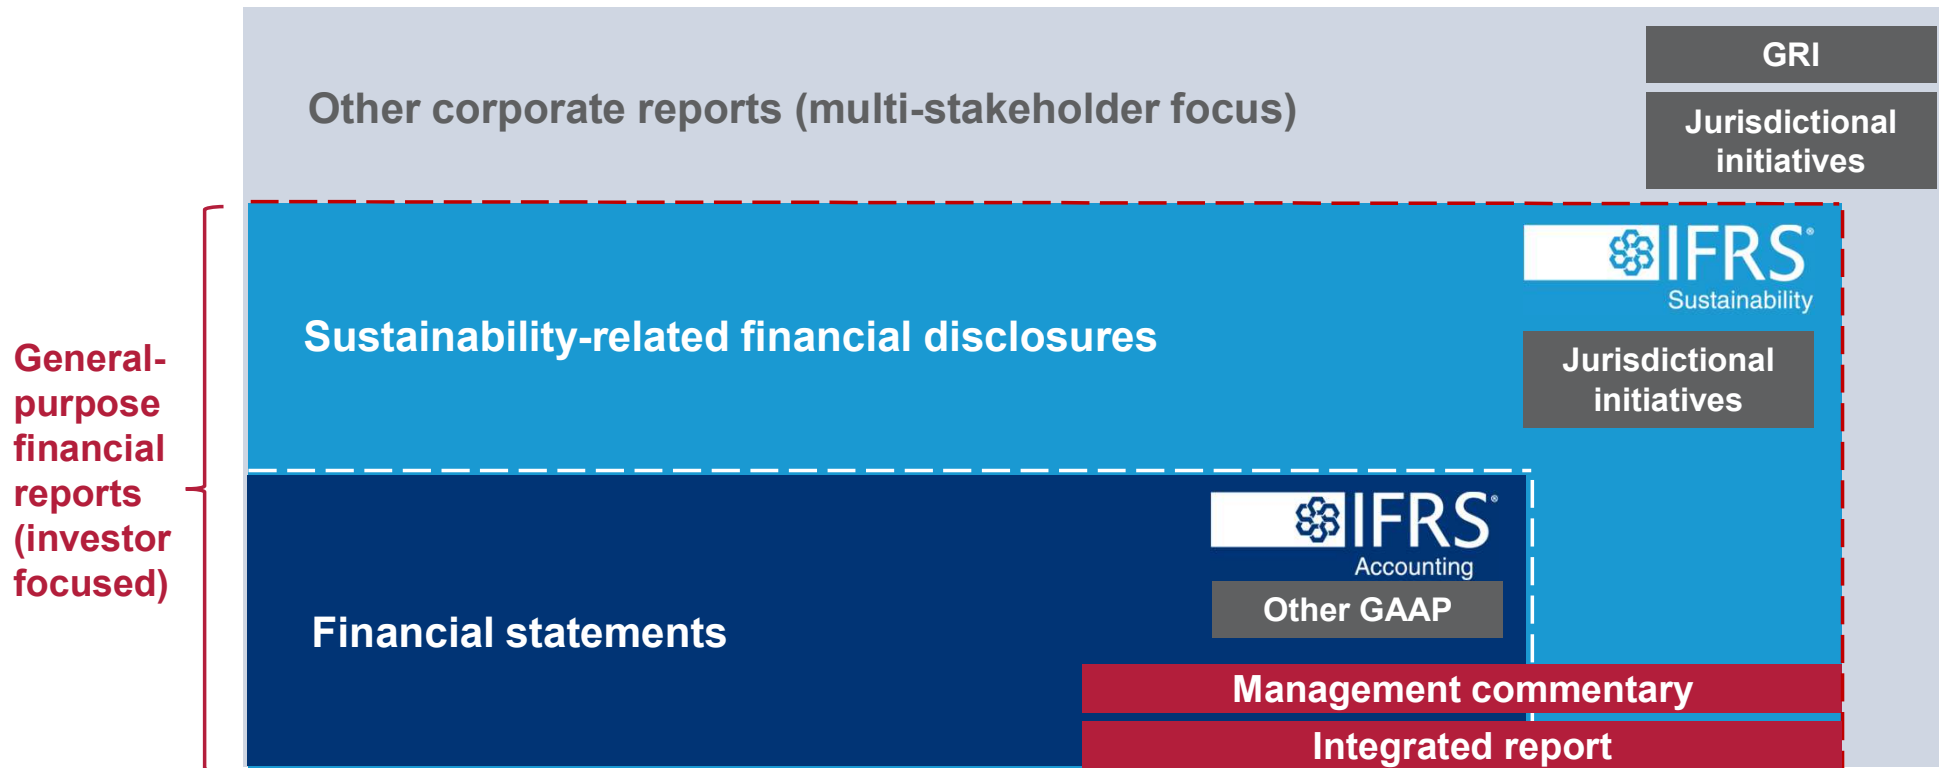 GRI
Other corporate reports (multi-stakeholder focus)
Jurisdictional
initiatives
IFRS®
Sustainability
Sustainability-related financial disclosures
Jurisdictional
initiatives
General-
purpose
financial
reports
(investor
focused)
IFRS®
Accounting
Other GAAP
Financial statements
Management commentary
Integrated report